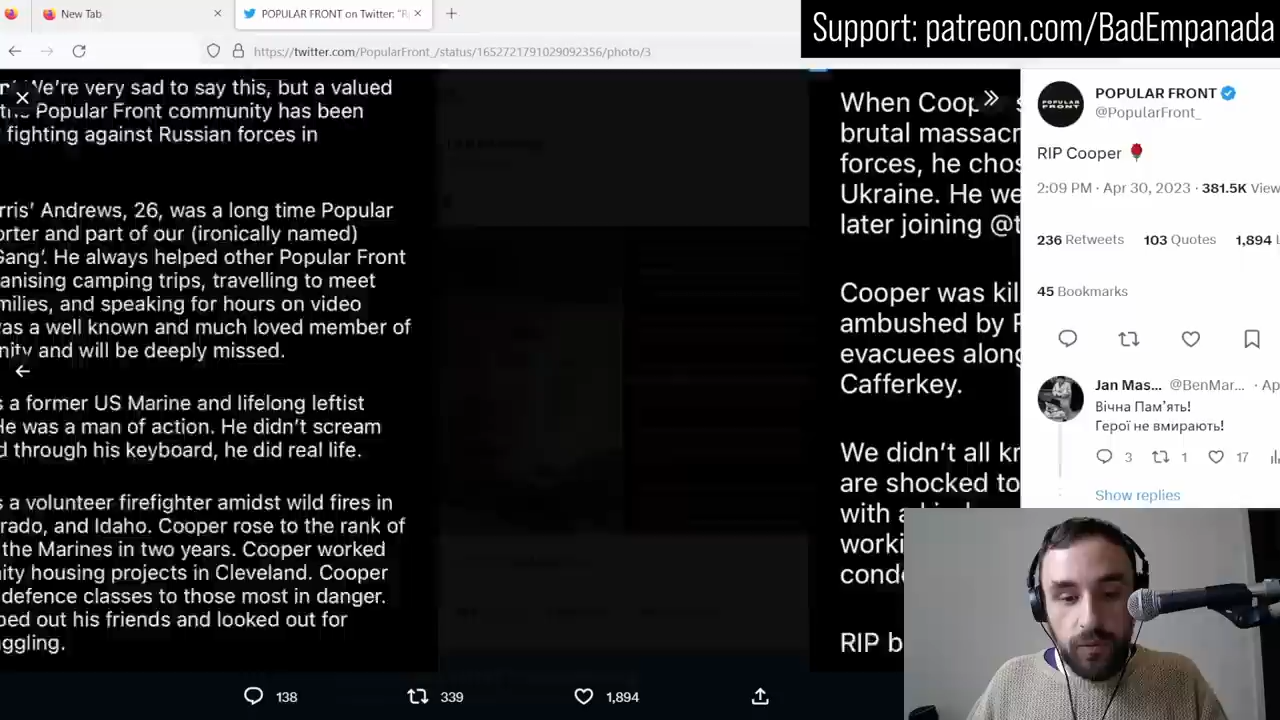 New Tab
POPULAR FRONT on Twitter: "R
https://twitter.com/PopularFront_/status/1652721791029092356/photo/3
Support: patreon.com/BadEmpanada
We're very sad to say this, but a valued
Popular Front community has been
fighting against Russian forces in
rris' Andrews, 26, was a long time Popular
orter and part of our (ironically named)
Gang'. He always helped other Popular Front
anising camping trips, travelling to meet
milies, and speaking for hours on video
was a well known and much loved member of
nity and will be deeply missed.
s a former US Marine and lifelong leftist
He was a man of action. He didn't scream
d through his keyboard, he did real life.
s a volunteer firefighter amidst wild fires in
rado, and Idaho. Cooper rose to the rank of
the Marines in two years. Cooper worked
ity housing projects in Cleveland. Cooper
defence classes to those most in danger.
ped out his friends and looked out for
ggling.
138
339
1,894
When Coop
brutal massacr
forces, he chos
Ukraine. He we
later joining @t
Cooper was kil
ambushed by
evacuees along
Cafferkey.
We didn't all kn
are shocked to
with a
worki
cond
RIP b
POPULAR FRONT
@PopularFront_
POPULAR
FRONT
RIP Cooper
2:09 PM · Apr 30, 2023 · 381.5K View
236 Retweets 103 Quotes 1,894
45 Bookmarks
Jan Mas... @BenMar... · Ap
Вічна Пам'ять!
Герої не вмирають!
3 1 17
Show replies